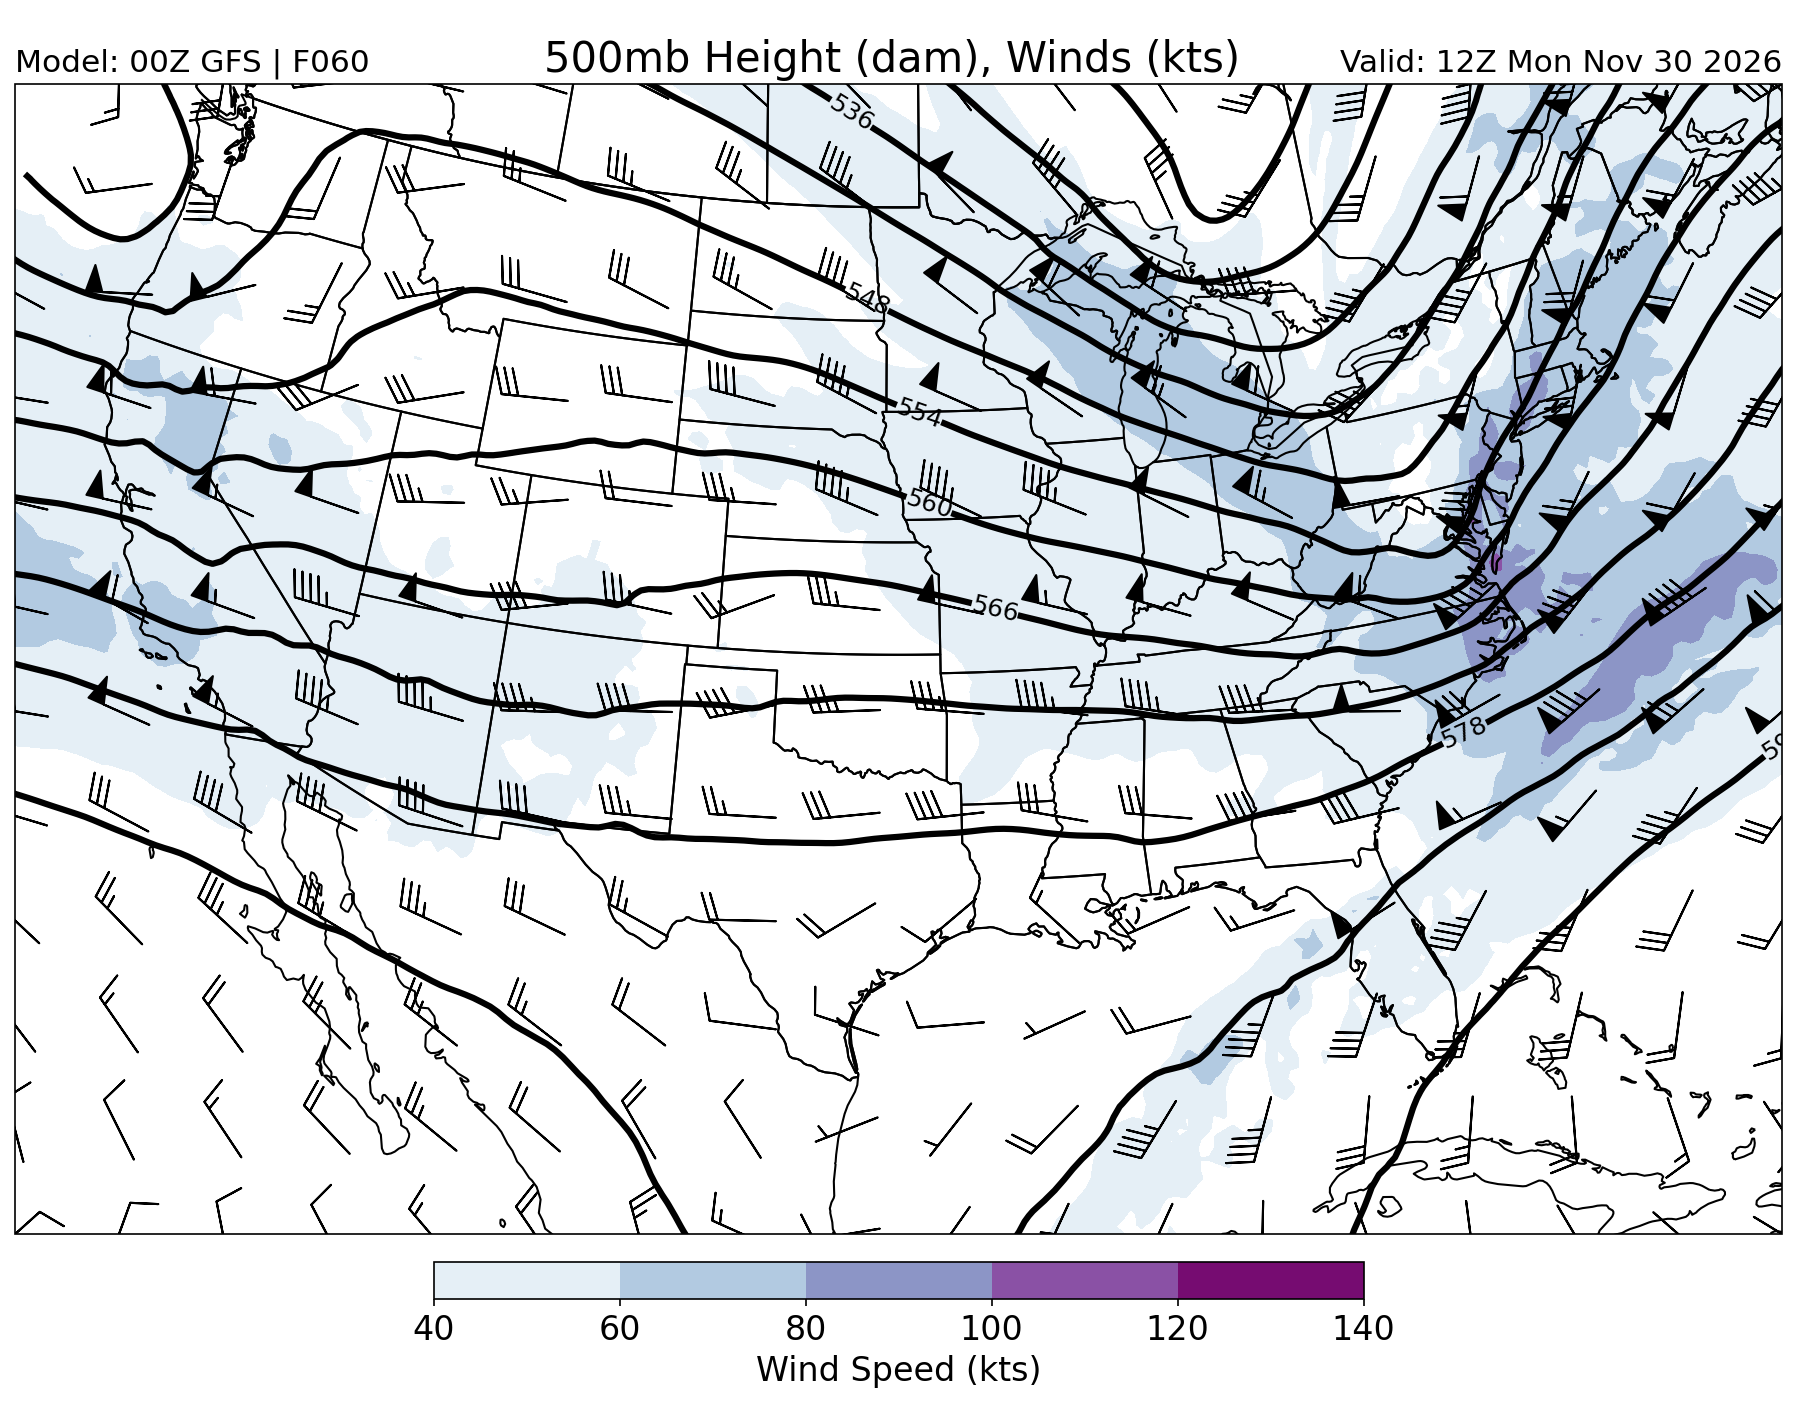 Model: 00Z GFS | F060
500mb Height (dam), Winds (kts)
Valid: 12Z Mon Nov 30 2026
536
548
554
560
566
578
40 60 80 100 120 140
Wind Speed (kts)